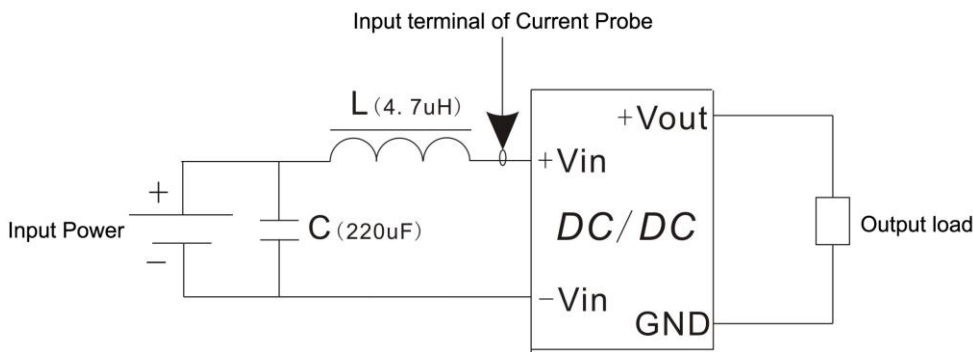 Input terminal of Current Probe
L(4.7uH)
+Vout
+Vin
+
Input Power
−
C(220uF)
DC/DC
Output load
−Vin
GND